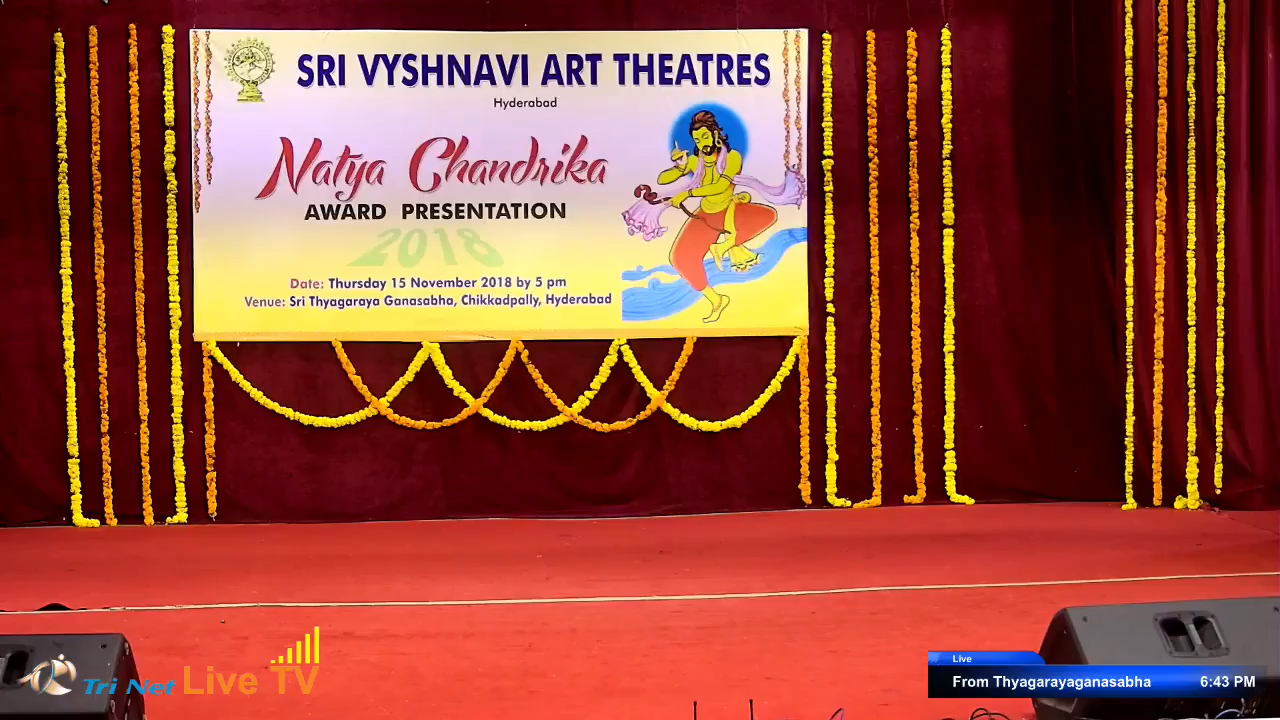 SRI VYSHNAVI ART THEATRES
Hyderabad
Natya Chandrika
AWARD PRESENTATION
2018
Date: Thursday 15 November 2018 by 5 pm
Venue: Sri Thyagaraya Ganasabha, Chikkadpally, Hyderabad
Tri Net Live TV
Live
From Thyagarayaganasabha 6:43 PM